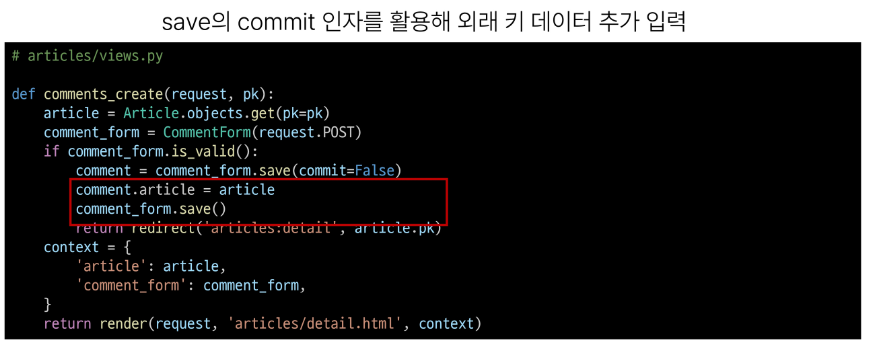 save의 commit 인자를 활용해 외래 키 데이터 추가 입력
# articles/views.py
def comments_create(request, pk):
    article = Article.objects.get(pk=pk)
    comment_form = CommentForm(request.POST)
    if comment_form.is_valid():
        comment = comment_form.save(commit=False)
        comment.article = article
        comment_form.save()
        return redirect('articles:detail', article.pk)
    context = {
        'article': article,
        'comment_form': comment_form,
    }
    return render(request, 'articles/detail.html', context)